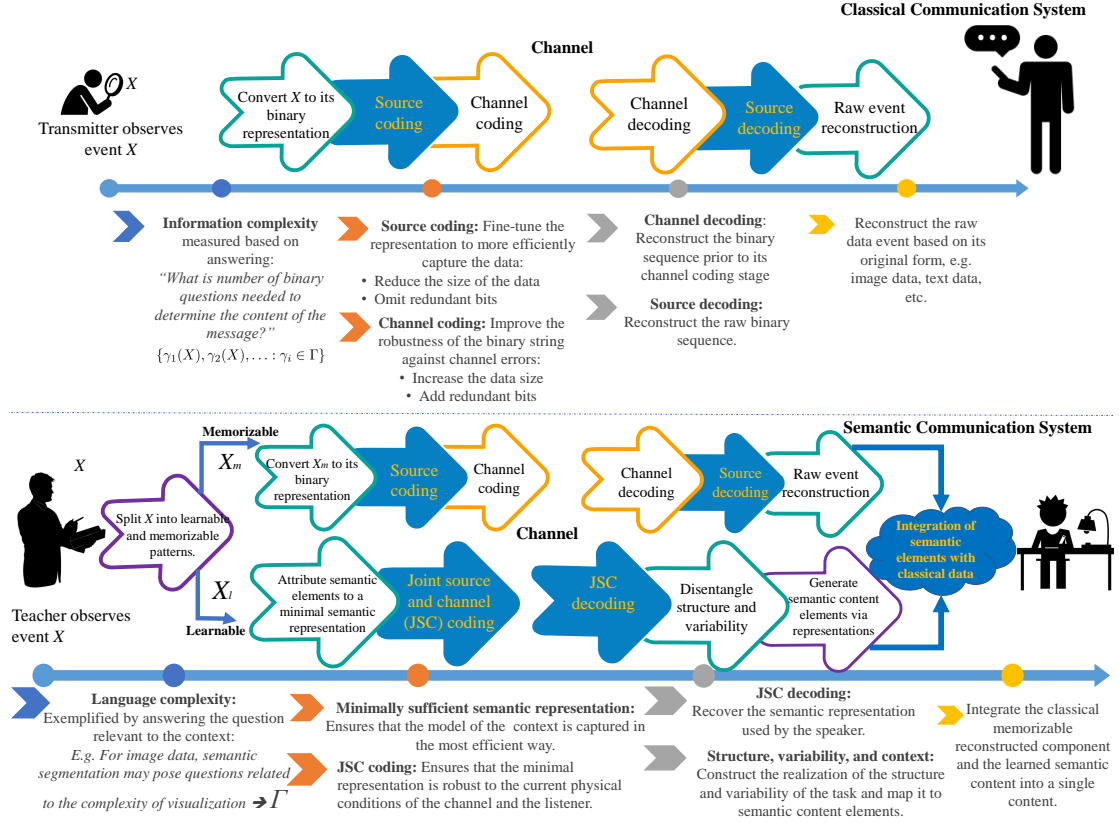 Classical Communication System
Channel
X
Transmitter observes
event X
Convert X to its
binary
representation
Source
coding
Channel
coding
Channel
decoding
Source
decoding
Raw event
reconstruction
Information complexity
measured based on
answering:
“What is number of binary
questions needed to
determine the content of the
message?”
{γ₁(X), γ₂(X), . . . : γᵢ ∈ Γ}
Source coding: Fine-tune the
representation to more efficiently
capture the data:
• Reduce the size of the data
• Omit redundant bits
Channel coding: Improve the
robustness of the binary string
against channel errors:
• Increase the data size
• Add redundant bits
Channel decoding:
Reconstruct the binary
sequence prior to its
channel coding stage
Source decoding:
Reconstruct the raw binary
sequence.
Reconstruct the raw
data event based on its
original form, e.g.
image data, text data,
etc.
Semantic Communication System
X
Teacher observes
event X
Split X into learnable
and memorizable
patterns.
Memorizable
Xm
Convert Xm to its
binary
representation
Source
coding
Channel
coding
Channel
decoding
Source
decoding
Raw event
reconstruction
Channel
Xl
Learnable
Attribute semantic
elements to a
minimal semantic
representation
Joint source
and channel
(JSC) coding
JSC
decoding
Disentangle
structure and
variability
Generate
semantic content
elements via
representations
Integration of
semantic
elements with
classical data
Language complexity:
Exemplified by answering the question
relevant to the context:
E.g. For image data, semantic
segmentation may pose questions related
to the complexity of visualization ➔ Γ
Minimally sufficient semantic representation:
Ensures that the model of the context is captured in
the most efficient way.
JSC coding: Ensures that the minimal
representation is robust to the current physical
conditions of the channel and the listener.
JSC decoding:
Recover the semantic representation
used by the speaker.
Structure, variability, and context:
Construct the realization of the structure
and variability of the task and map it to
semantic content elements.
Integrate the classical
memorizable
reconstructed component
and the learned semantic
content into a single
content.